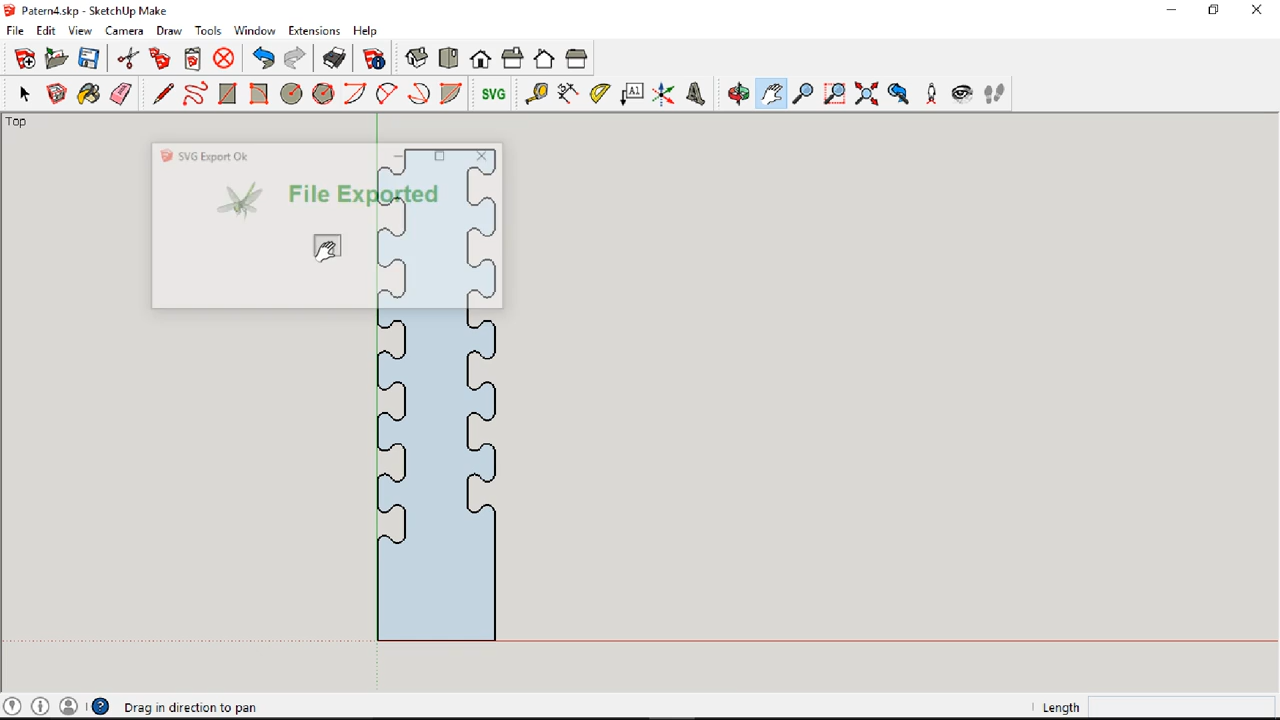 Patern4.skp - SketchUp Make
File Edit View Camera Draw Tools Window Extensions Help
SVG
A1
Top
SVG Export Ok
File Exported
Drag in direction to pan
Length